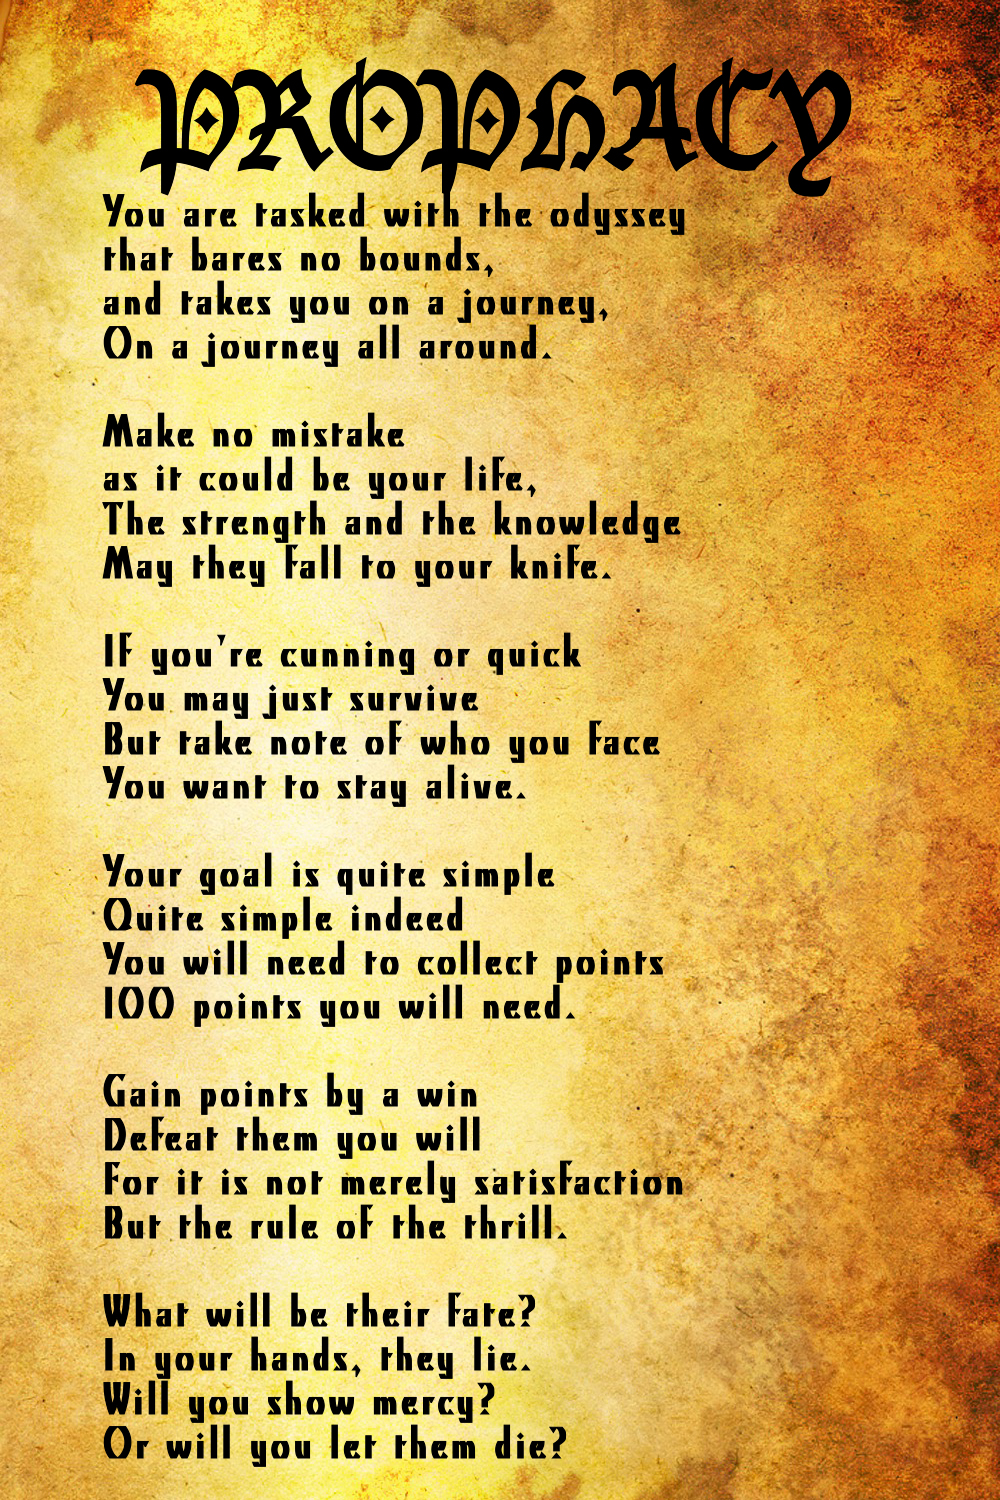 PROPHACY
You are tasked with the odyssey
that bares no bounds,
and takes you on a journey,
On a journey all around.
Make no mistake
as it could be your life,
The strength and the knowledge
May they fall to your knife.
If you're cunning or quick
You may just survive
But take note of who you face
You want to stay alive.
Your goal is quite simple
Quite simple indeed
You will need to collect points
100 points you will need.
Gain points by a win
Defeat them you will
For it is not merely satisfaction
But the rule of the thrill.
What will be their fate?
In your hands, they lie.
Will you show mercy?
Or will you let them die?